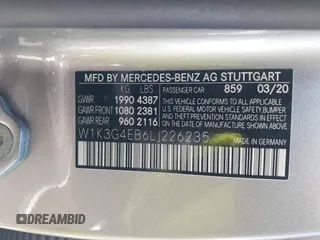 MFD BY MERCEDES-BENZ AG STUTTGART
KG LBS PASSENGER CAR 859 03/20
GVWR 1990 4387
GAWR FRONT 1080 2381
GAWR REAR 960 2116
THIS VEHICLE CONFORMS TO ALL
APPLICABLE U.S. FEDERAL MOTOR
VEHICLE SAFETY, BUMPER, AND
THEFT PREVENTION STANDARDS
IN EFFECT ON THE DATE OF
MANUFACTURE SHOWN ABOVE
W1K3G4EB6LJ226235
MADE IN GERMANY
DREAMBID